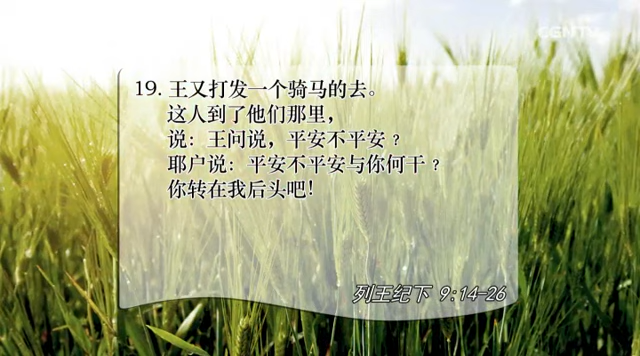 CGNTV
19. 王又打发一个骑马的去。
这人到了他们那里，
说：王问说，平安不平安﹖
耶户说：平安不平安与你何干﹖
你转在我后头吧！
列王纪下 9:14-26